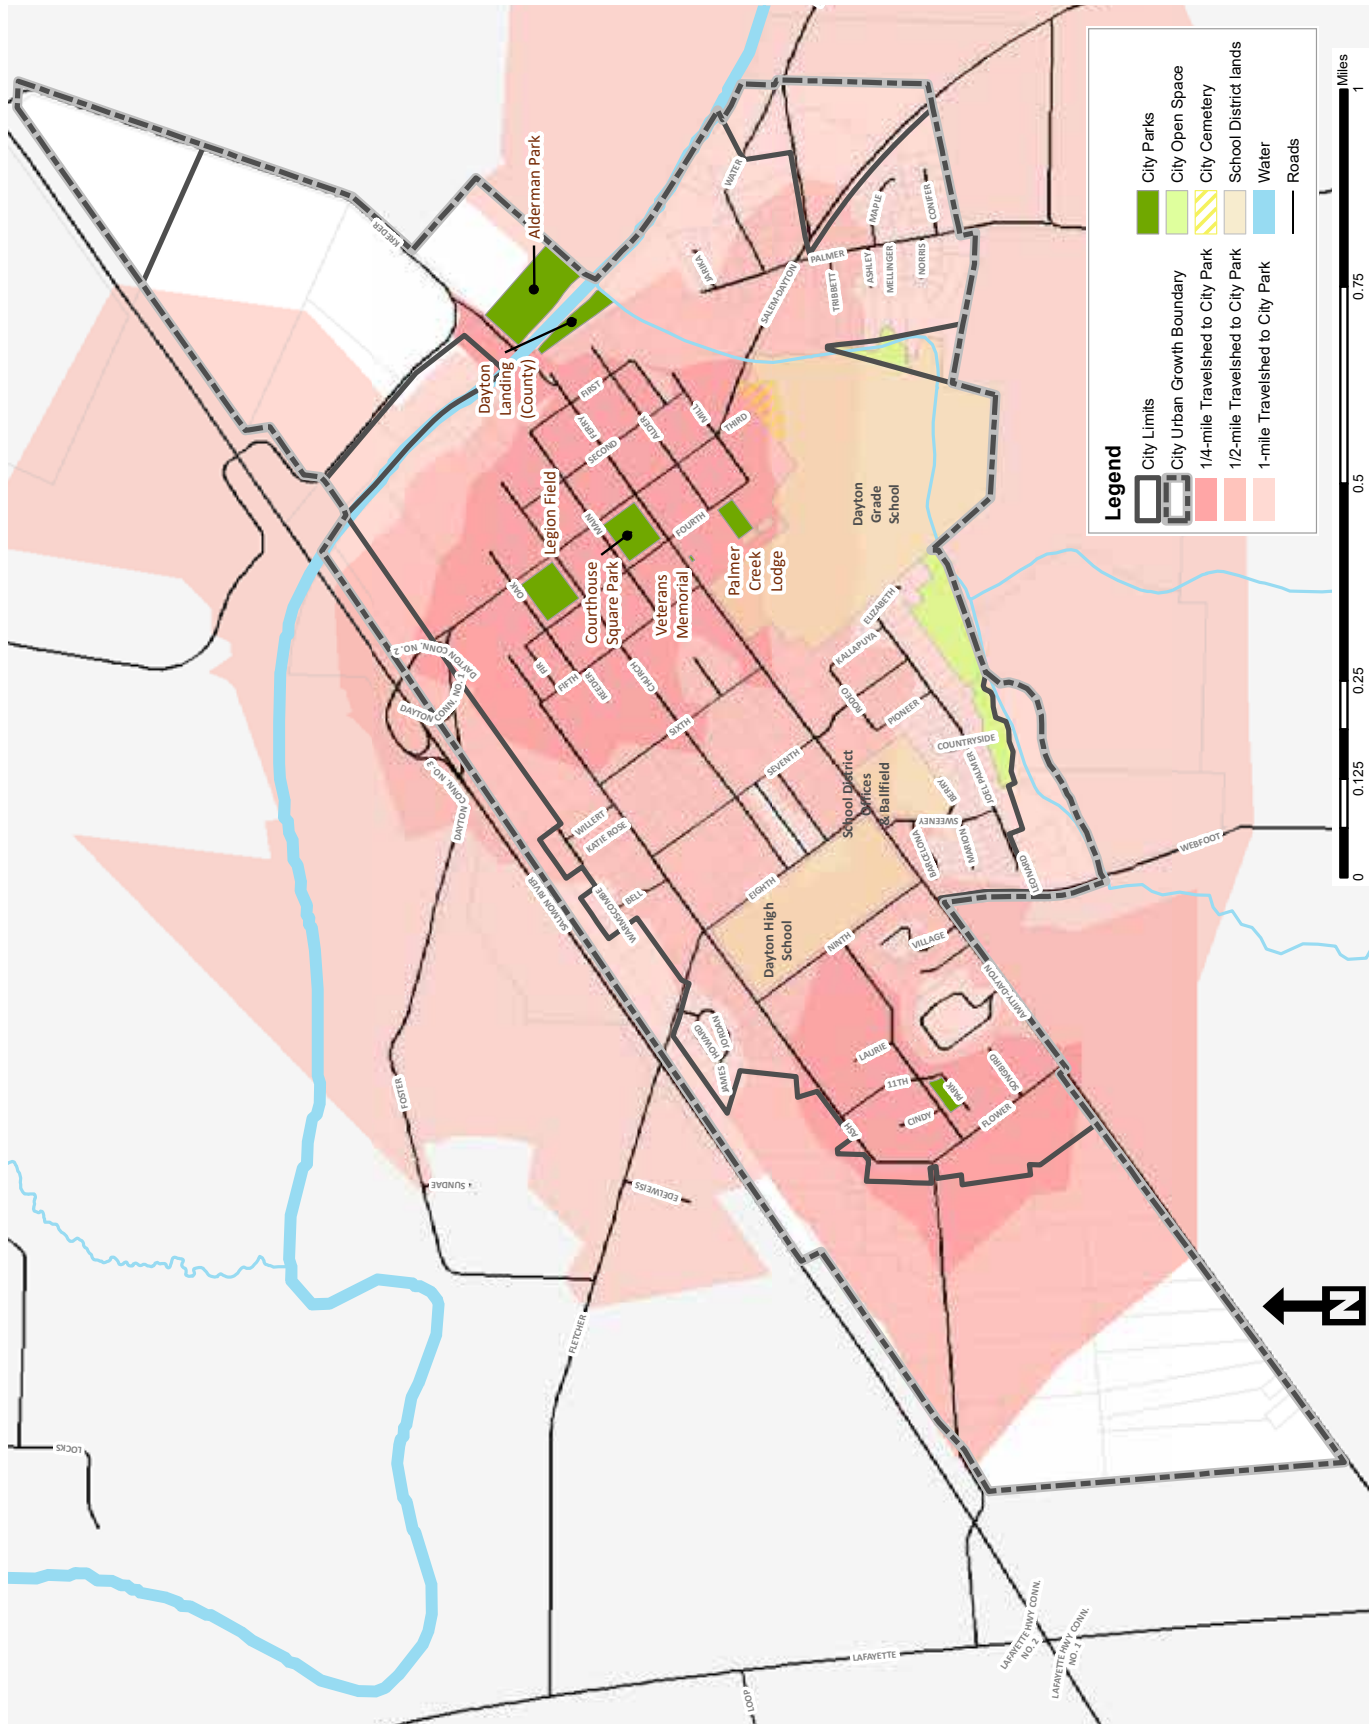 KREDER
Alderman Park
Dayton
Landing
(County)
Legion Field
Courthouse
Square Park
Veterans
Memorial
Palmer
Creek
Lodge
Dayton
Grade
School
School District
Offices
& Ballfield
Dayton High
School
WATER
JARIKA
SALEM-DAYTON
PALMER
TRIBBETT
ASHLEY
MAPLE
MELLINGER
NORRIS
CONIFER
FIRST
FERRY
SECOND
ALDER
MILL
THIRD
MAIN
FOURTH
OAK
FIR
FIFTH
REEDER
CHURCH
SIXTH
SEVENTH
EIGHTH
NINTH
DAYTON CONN. NO. 2
DAYTON
CONN. NO. 1
DAYTON CONN. NO. 3
SALMON RIVER
WILLERT
KATIE ROSE
BELL
WARMSCOMBE
ELIZABETH
KALLAPUYA
RODEO
PIONEER
COUNTRYSIDE
JOEL PALMER
BERRY
SWEENEY
BARCELONA
MARION
LEONARD
WEBFOOT
VILLAGE
AMITY-DAYTON
JORDAN
HOWARD
JAMES
LAURIE
11TH
CINDY
PARK
SONGBIRD
FLOWER
ASH
FOSTER
SUNDAE
EDELWEISS
FLETCHER
LOCKS
LAFAYETTE
LOOP
LAFAYETTE HWY CONN.
NO. 2
LAFAYETTE HWY CONN.
NO. 1
Legend
City Limits
City Urban Growth Boundary
1/4-mile Travelshed to City Park
1/2-mile Travelshed to City Park
1-mile Travelshed to City Park
City Parks
City Open Space
City Cemetery
School District lands
Water
Roads
0 0.125 0.25 0.5 0.75 1
Miles
N